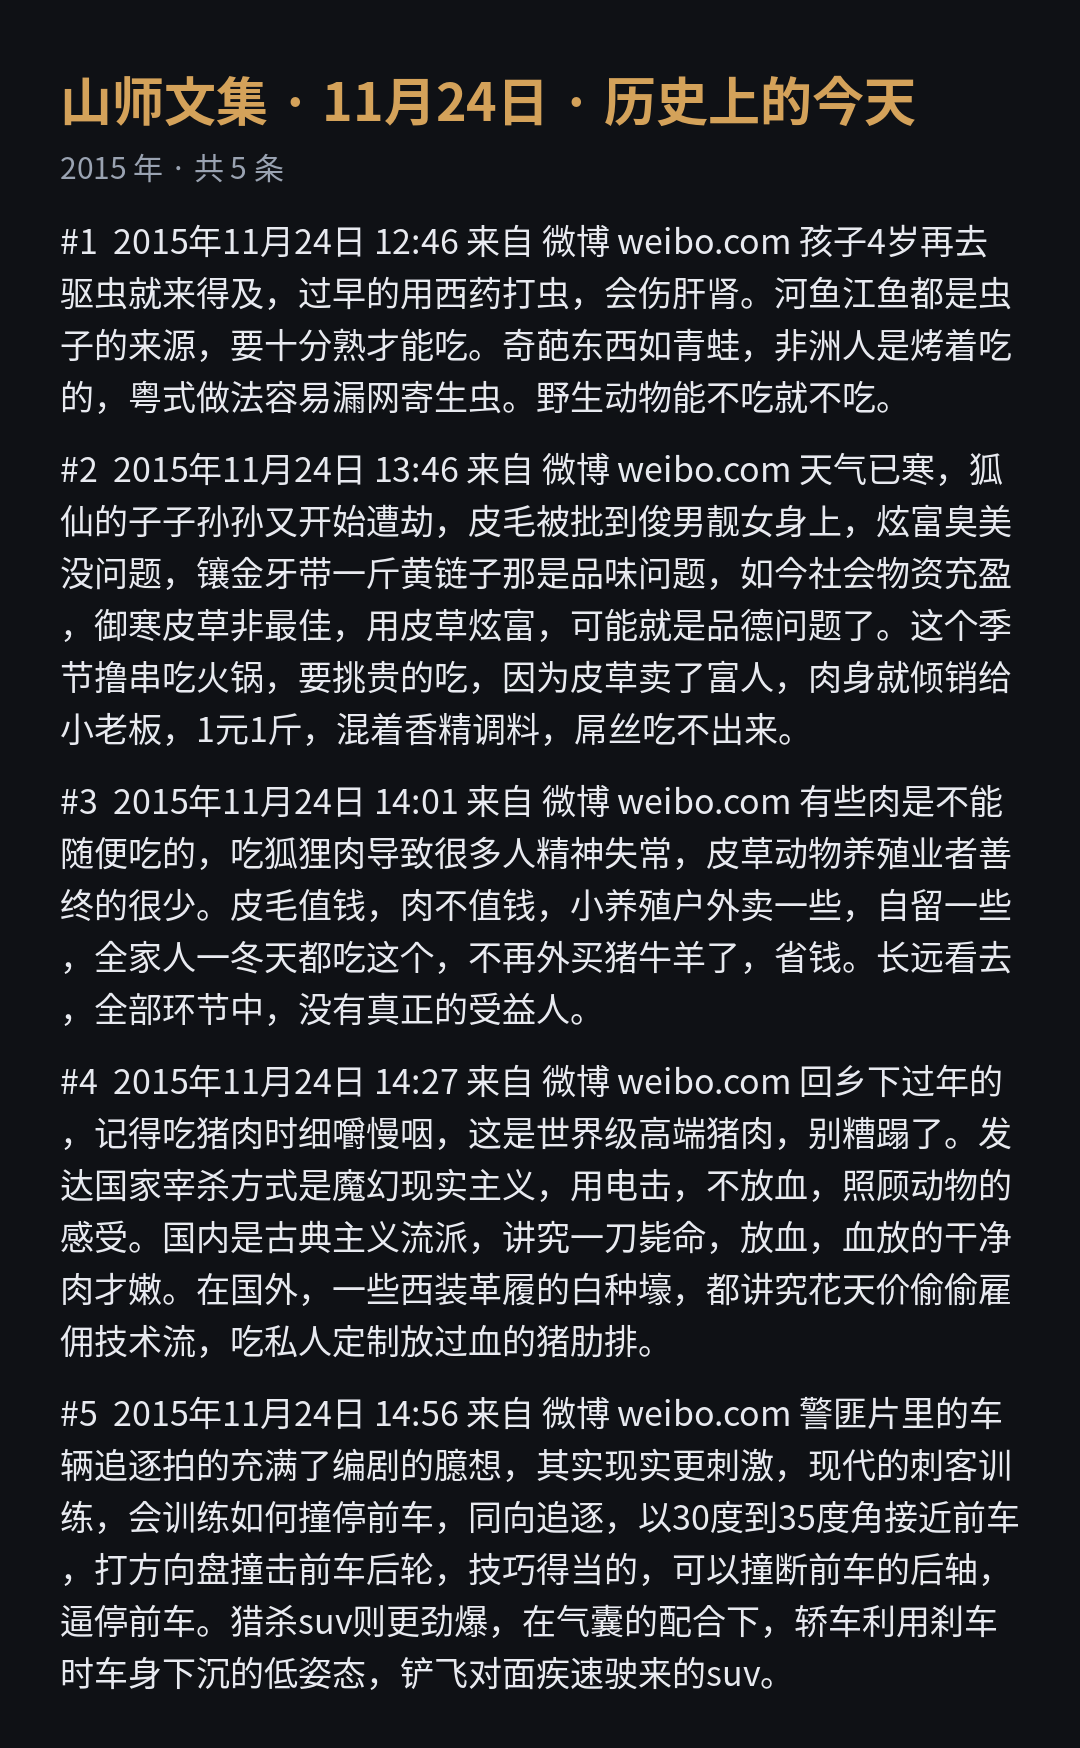 山师文集 · 11月24日 · 历史上的今天
2015 年 · 共 5 条
#1 2015年11月24日 12:46 来自 微博 weibo.com 孩子4岁再去
驱虫就来得及，过早的用西药打虫，会伤肝肾。河鱼江鱼都是虫
子的来源，要十分熟才能吃。奇葩东西如青蛙，非洲人是烤着吃
的，粤式做法容易漏网寄生虫。野生动物能不吃就不吃。
#2 2015年11月24日 13:46 来自 微博 weibo.com 天气已寒，狐
仙的子子孙孙又开始遭劫，皮毛被批到俊男靓女身上，炫富臭美
没问题，镶金牙带一斤黄链子那是品味问题，如今社会物资充盈
，御寒皮草非最佳，用皮草炫富，可能就是品德问题了。这个季
节撸串吃火锅，要挑贵的吃，因为皮草卖了富人，肉身就倾销给
小老板，1元1斤，混着香精调料，屌丝吃不出来。
#3 2015年11月24日 14:01 来自 微博 weibo.com 有些肉是不能
随便吃的，吃狐狸肉导致很多人精神失常，皮草动物养殖业者善
终的很少。皮毛值钱，肉不值钱，小养殖户外卖一些，自留一些
，全家人一冬天都吃这个，不再外买猪牛羊了，省钱。长远看去
，全部环节中，没有真正的受益人。
#4 2015年11月24日 14:27 来自 微博 weibo.com 回乡下过年的
，记得吃猪肉时细嚼慢咽，这是世界级高端猪肉，别糟蹋了。发
达国家宰杀方式是魔幻现实主义，用电击，不放血，照顾动物的
感受。国内是古典主义流派，讲究一刀毙命，放血，血放的干净
肉才嫩。在国外，一些西装革履的白种壕，都讲究花天价偷偷雇
佣技术流，吃私人定制放过血的猪肋排。
#5 2015年11月24日 14:56 来自 微博 weibo.com 警匪片里的车
辆追逐拍的充满了编剧的臆想，其实现实更刺激，现代的刺客训
练，会训练如何撞停前车，同向追逐，以30度到35度角接近前车
，打方向盘撞击前车后轮，技巧得当的，可以撞断前车的后轴，
逼停前车。猎杀suv则更劲爆，在气囊的配合下，轿车利用刹车
时车身下沉的低姿态，铲飞对面疾速驶来的suv。